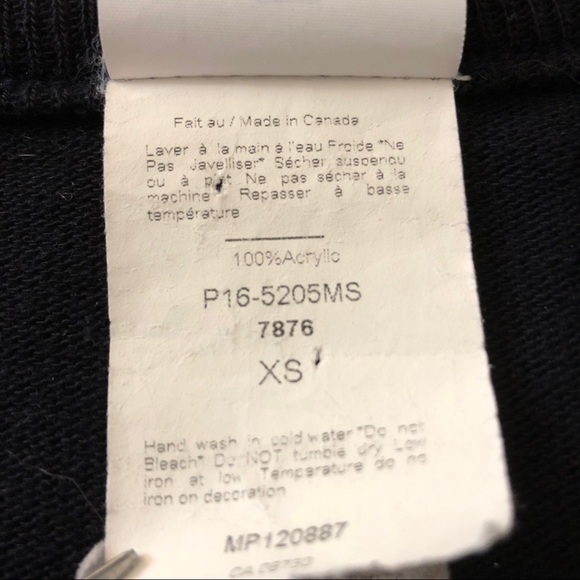 Fait au / Made in Canada
Laver à la main à l'eau Froide "Ne
Pas Javelliser" Sécher suspendu
ou à plat Ne pas sécher à la
machine Repasser à basse
température
100%Acrylic
P16-5205MS
7876
XS
Hand wash in cold water "Do not
Bleach" Do NOT tumble dry Low
iron at low Temperature do no
iron on decoration
MP120887